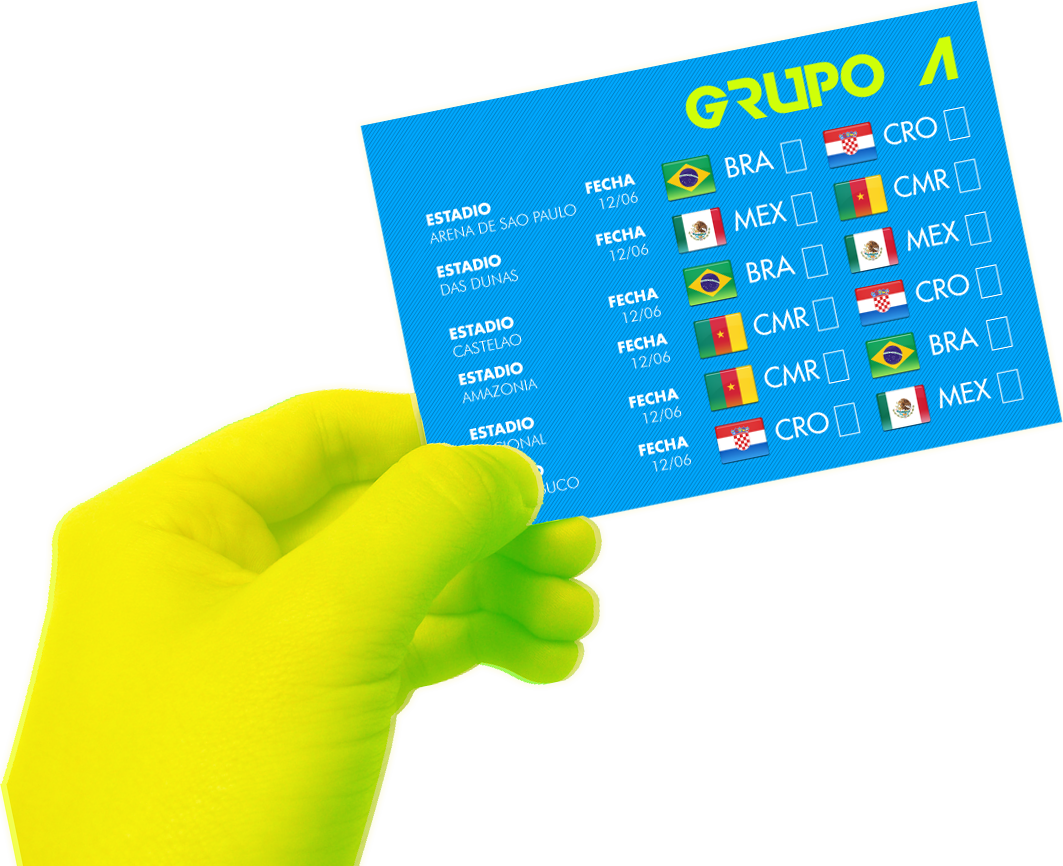 GRUPO A
ESTADIO
ARENA DE SAO PAULO
FECHA
12/06
BRA CRO
ESTADIO
DAS DUNAS
FECHA
12/06
MEX CMR
ESTADIO
CASTELAO
FECHA
12/06
BRA MEX
ESTADIO
AMAZONIA
FECHA
12/06
CMR CRO
ESTADIO
FECHA
12/06
CMR BRA
FECHA
12/06
CRO MEX